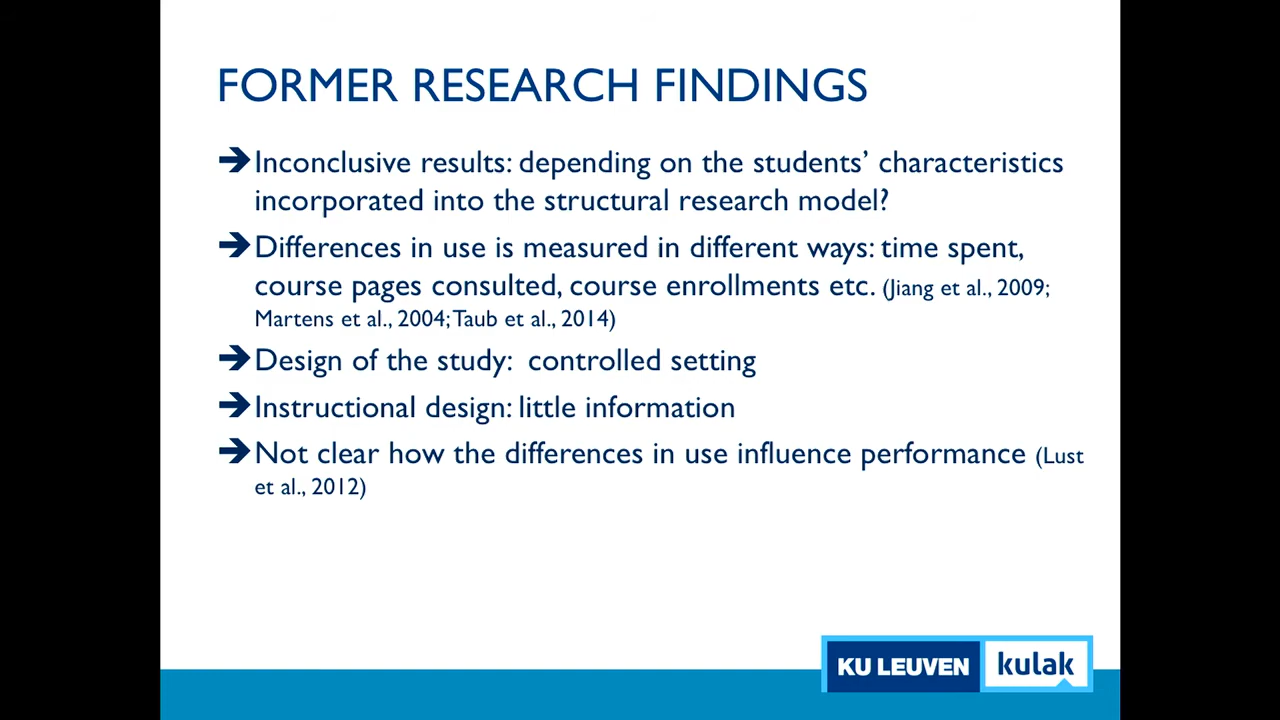 FORMER RESEARCH FINDINGS
➔Inconclusive results: depending on the students’ characteristics
incorporated into the structural research model?
➔Differences in use is measured in different ways: time spent,
course pages consulted, course enrollments etc. (Jiang et al., 2009;
Martens et al., 2004; Taub et al., 2014)
➔Design of the study: controlled setting
➔Instructional design: little information
➔Not clear how the differences in use influence performance (Lust
et al., 2012)
KU LEUVEN kulak